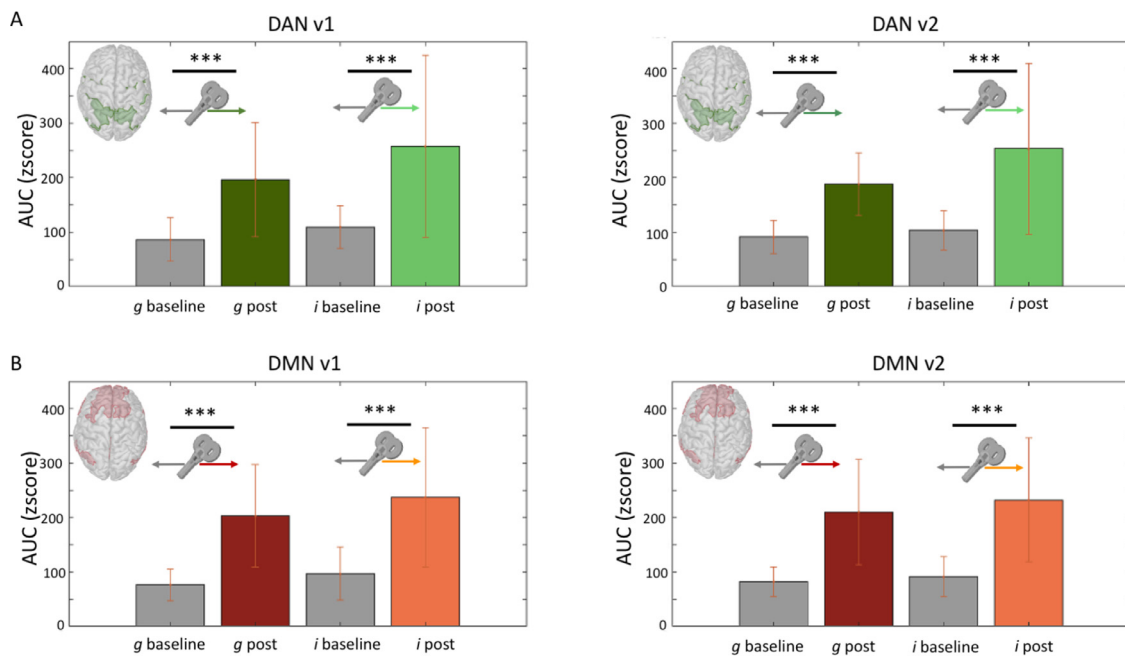 A
DAN v1
DAN v2
AUC (zscore)
400
300
200
100
0
***
***
g baseline
g post
i baseline
i post
AUC (zscore)
400
300
200
100
0
***
***
g baseline
g post
i baseline
i post
B
DMN v1
DMN v2
AUC (zscore)
400
300
200
100
0
***
***
g baseline
g post
i baseline
i post
AUC (zscore)
400
300
200
100
0
***
***
g baseline
g post
i baseline
i post